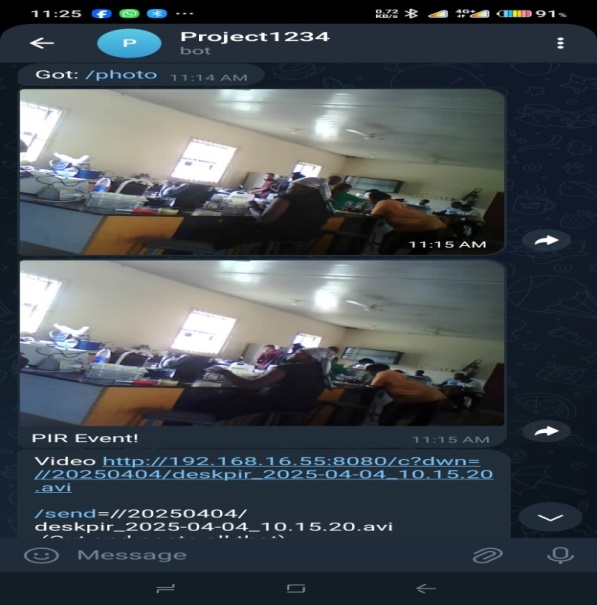 11:25
0.72 KB/s 4G+ 91%
P
Project1234
bot
Got: /photo 11:14 AM
11:15 AM
PIR Event! 11:15 AM
Video http://192.168.16.55:8080/c?dwn=
//20250404/deskpir_2025-04-04_10.15.20
.avi
/send=//20250404/
deskpir_2025-04-04_10.15.20.avi
Message